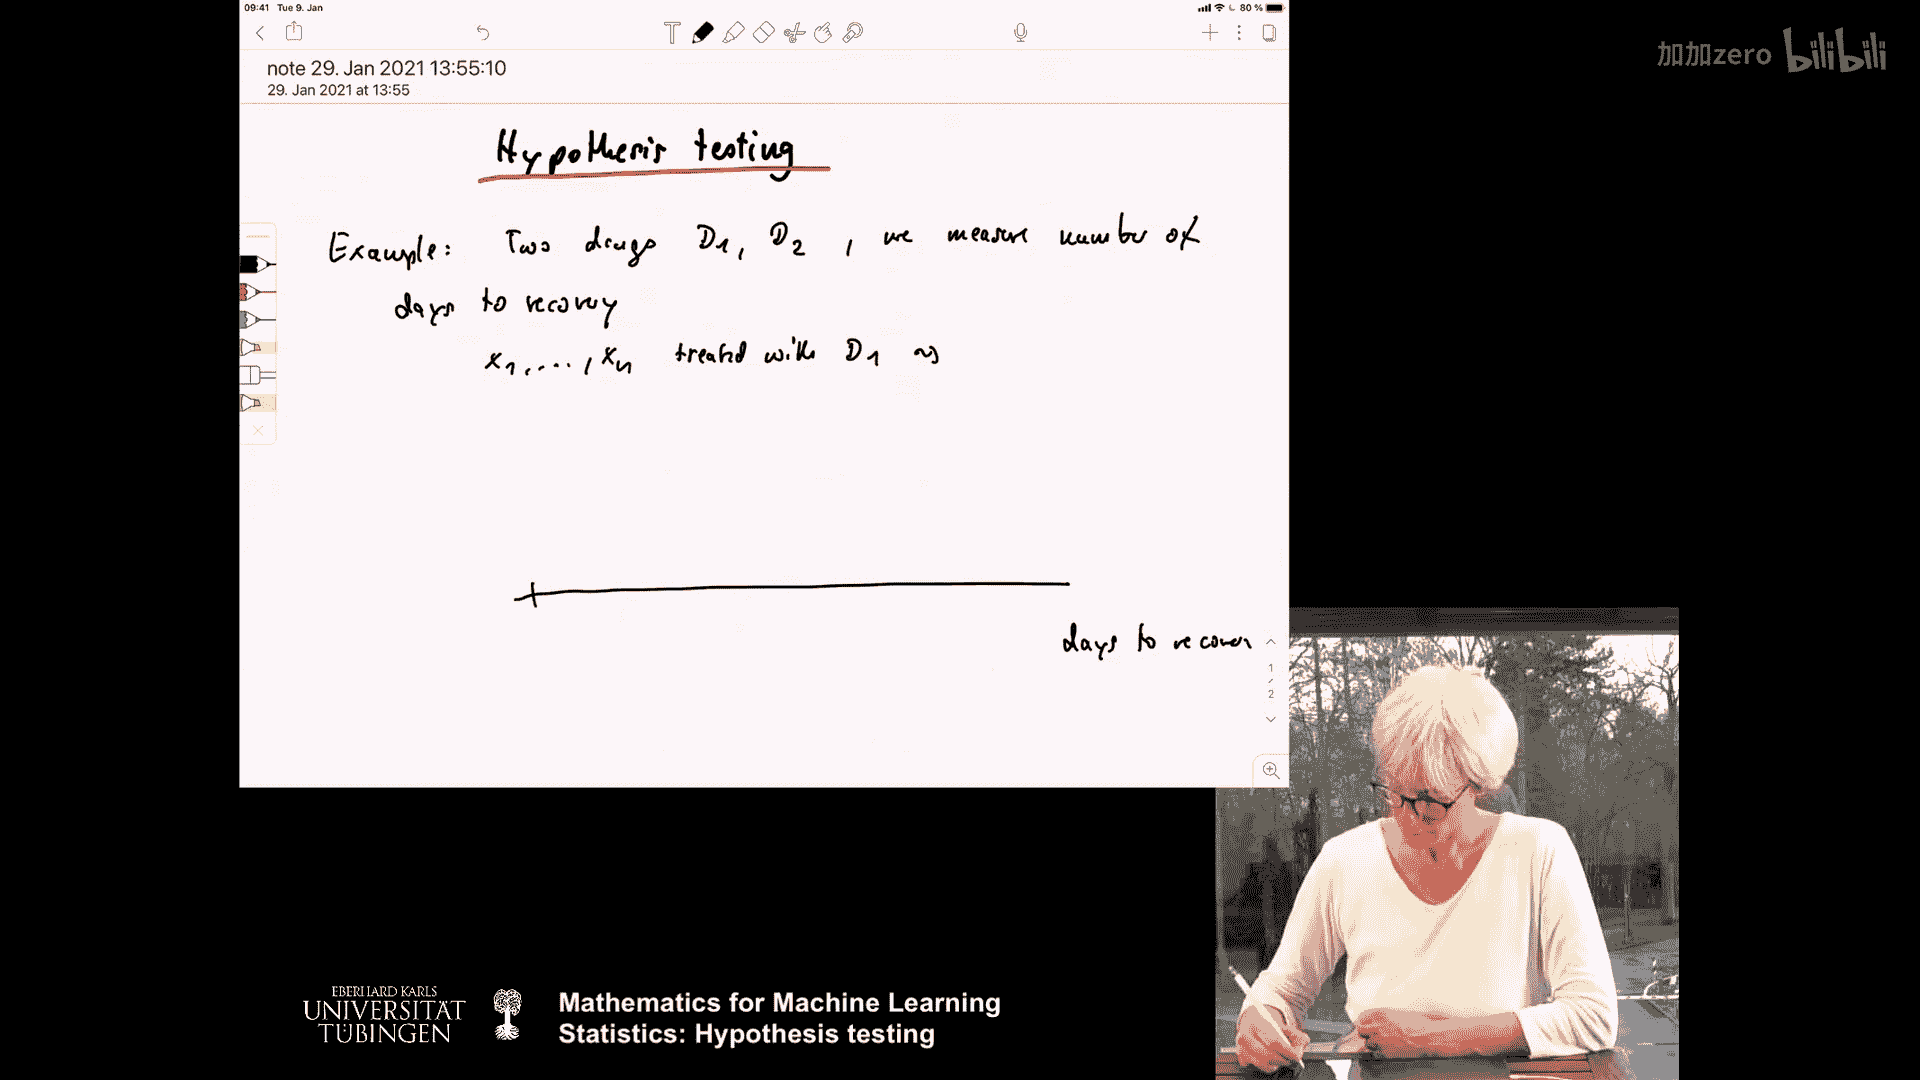 09:41 Tue 9. Jan
80 %
加加zero bilibili
note 29. Jan 2021 13:55:10
29. Jan 2021 at 13:55
Hypothesis testing
Example: Two drugs D1, D2, we measure number of
days to recovery
x1, ..., xn treated with D1 ~>
days to recover
1
2
EBERHARD KARLS
UNIVERSITÄT
TÜBINGEN
Mathematics for Machine Learning
Statistics: Hypothesis testing